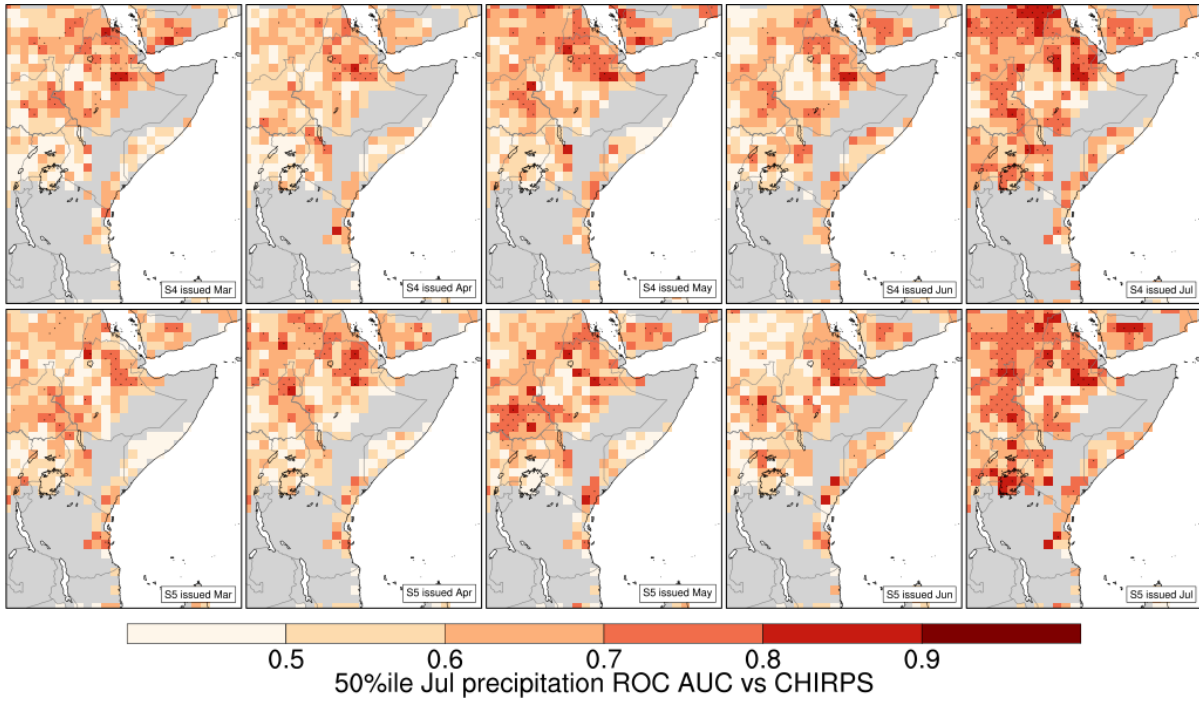 S4 issued Mar
S4 issued Apr
S4 issued May
S4 issued Jun
S4 issued Jul
S5 issued Mar
S5 issued Apr
S5 issued May
S5 issued Jun
S5 issued Jul
0.5 0.6 0.7 0.8 0.9
50%ile Jul precipitation ROC AUC vs CHIRPS